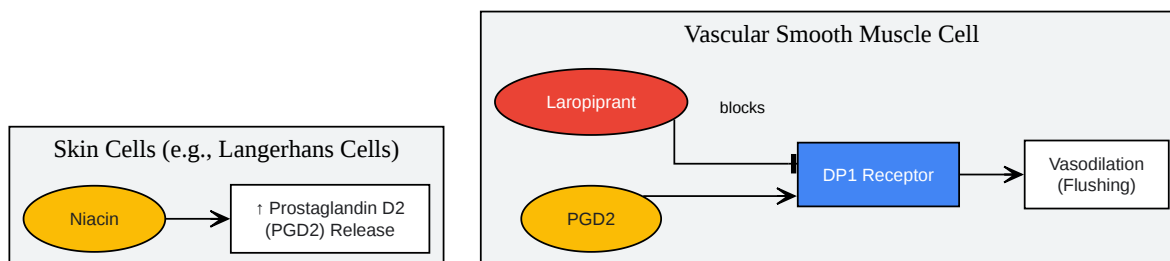 Skin Cells (e.g., Langerhans Cells)
Niacin
↑ Prostaglandin D2
(PGD2) Release
Vascular Smooth Muscle Cell
Laropiprant
blocks
PGD2
DP1 Receptor
Vasodilation
(Flushing)